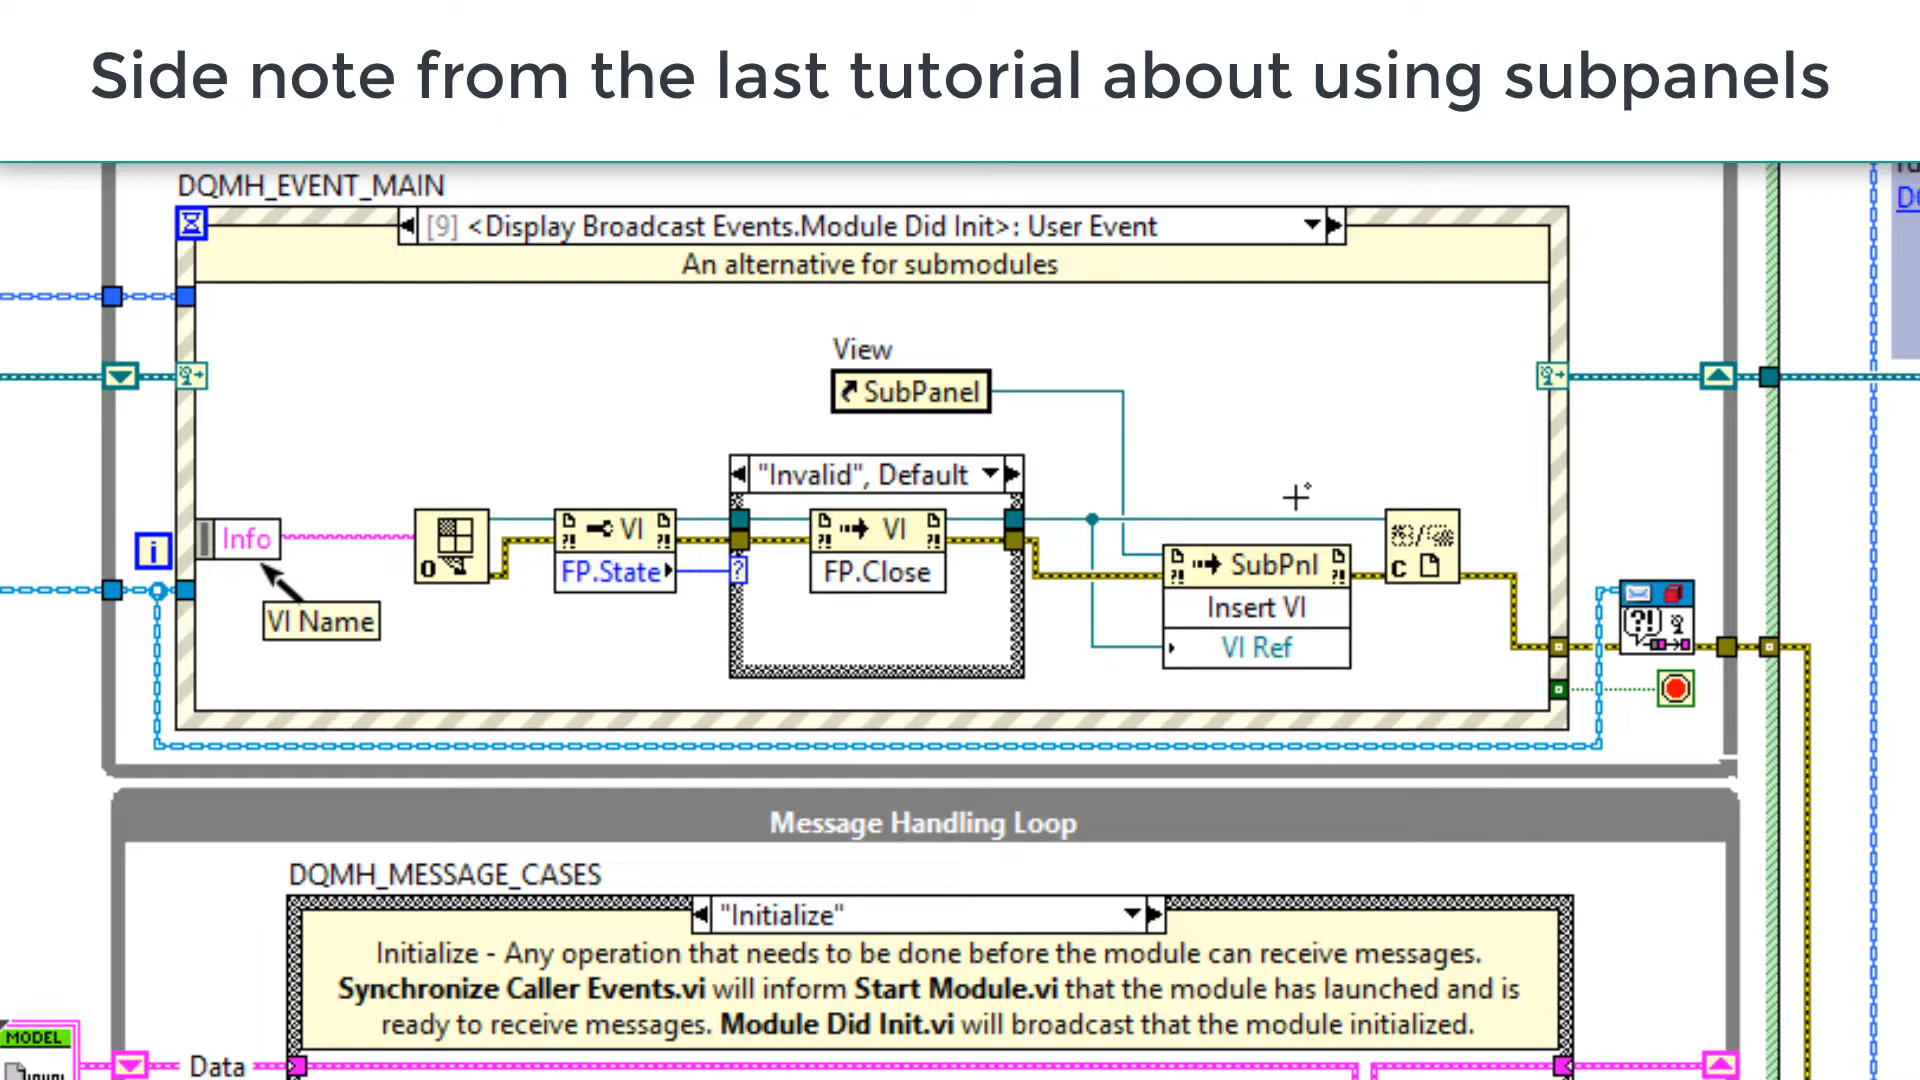 Side note from the last tutorial about using subpanels
DQMH_EVENT_MAIN
[9] <Display Broadcast Events.Module Did Init>: User Event
An alternative for submodules
View
SubPanel
"Invalid", Default
i
Info
VI Name
O
VI
FP.State
?
VI
FP.Close
SubPnl
Insert VI
VI Ref
C
?!
Message Handling Loop
DQMH_MESSAGE_CASES
"Initialize"
Initialize - Any operation that needs to be done before the module can receive messages.
Synchronize Caller Events.vi will inform Start Module.vi that the module has launched and is
ready to receive messages. Module Did Init.vi will broadcast that the module initialized.
MODEL
Data